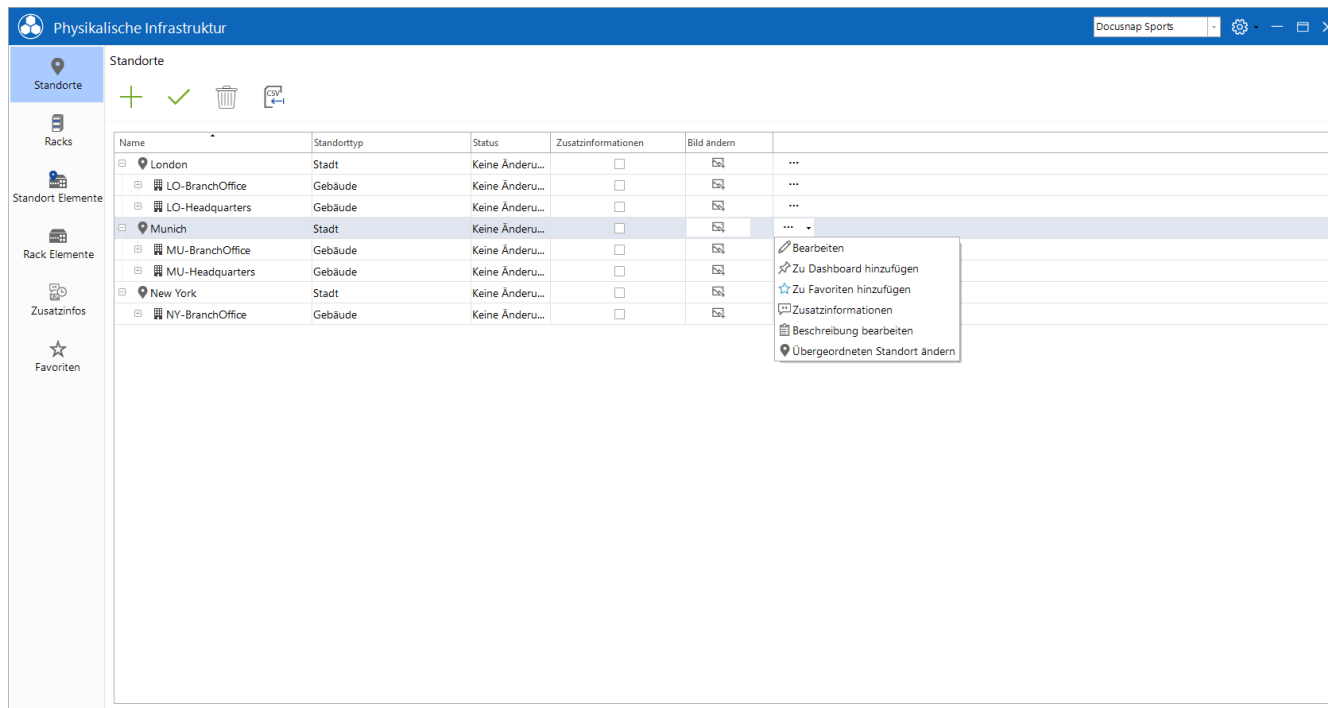 Physikalische Infrastruktur
Docusnap Sports
Standorte
Racks
Standort Elemente
Rack Elemente
Zusatzinfos
Favoriten
Standorte
CSV
Name Standorttyp Status Zusatzinformationen Bild ändern
London Stadt Keine Änderu... ...
LO-BranchOffice Gebäude Keine Änderu... ...
LO-Headquarters Gebäude Keine Änderu... ...
Munich Stadt Keine Änderu... ...
MU-BranchOffice Gebäude Keine Änderu...
MU-Headquarters Gebäude Keine Änderu...
New York Stadt Keine Änderu...
NY-BranchOffice Gebäude Keine Änderu...
Bearbeiten
Zu Dashboard hinzufügen
Zu Favoriten hinzufügen
Zusatzinformationen
Beschreibung bearbeiten
Übergeordneten Standort ändern